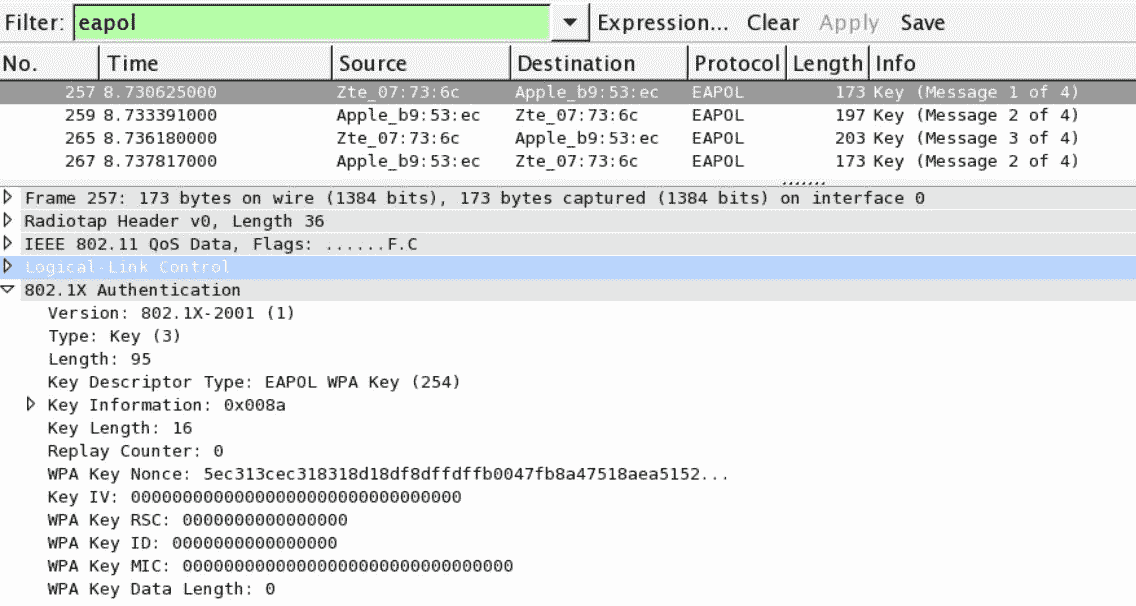 Filter: eapol Expression... Clear Apply Save
No. Time Source Destination Protocol Length Info
257 8.730625000 Zte_07:73:6c Apple_b9:53:ec EAPOL 173 Key (Message 1 of 4)
259 8.733391000 Apple_b9:53:ec Zte_07:73:6c EAPOL 197 Key (Message 2 of 4)
265 8.736180000 Zte_07:73:6c Apple_b9:53:ec EAPOL 203 Key (Message 3 of 4)
267 8.737817000 Apple_b9:53:ec Zte_07:73:6c EAPOL 173 Key (Message 2 of 4)
Frame 257: 173 bytes on wire (1384 bits), 173 bytes captured (1384 bits) on interface 0
Radiotap Header v0, Length 36
IEEE 802.11 QoS Data, Flags: ......F.C
Logical-Link Control
802.1X Authentication
Version: 802.1X-2001 (1)
Type: Key (3)
Length: 95
Key Descriptor Type: EAPOL WPA Key (254)
Key Information: 0x008a
Key Length: 16
Replay Counter: 0
WPA Key Nonce: 5ec313cec318318d18df8dffdffb0047fb8a47518aea5152...
Key IV: 00000000000000000000000000000000
WPA Key RSC: 0000000000000000
WPA Key ID: 0000000000000000
WPA Key MIC: 00000000000000000000000000000000
WPA Key Data Length: 0